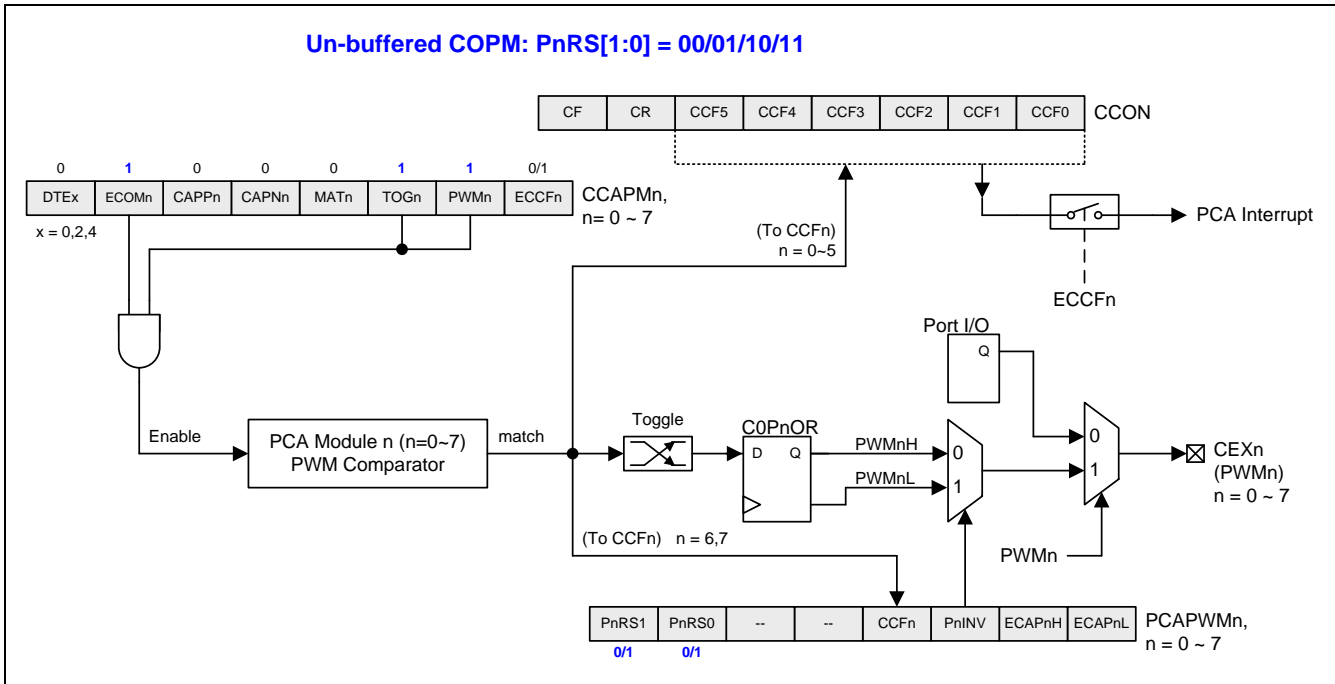 Un-buffered COPM: PnRS[1:0] = 00/01/10/11
CF CR CCF5 CCF4 CCF3 CCF2 CCF1 CCF0 CCON
0 1 0 0 0 1 1 0/1
DTEx ECOMn CAPPn CAPNn MATn TOGn PWMn ECCFn CCAPMn,
n= 0 ~ 7
x = 0,2,4
(To CCFn)
n = 0~5
PCA Interrupt
ECCFn
Port I/O
Q
Enable
PCA Module n (n=0~7)
PWM Comparator
match
Toggle
C0PnOR
D Q
PWMnH
PWMnL
0
1
0
1
CEXn
(PWMn)
n = 0 ~ 7
(To CCFn) n = 6,7
PWMn
PnRS1 PnRS0 -- -- CCFn PnINV ECAPnH ECAPnL PCAPWMn,
n = 0 ~ 7
0/1 0/1